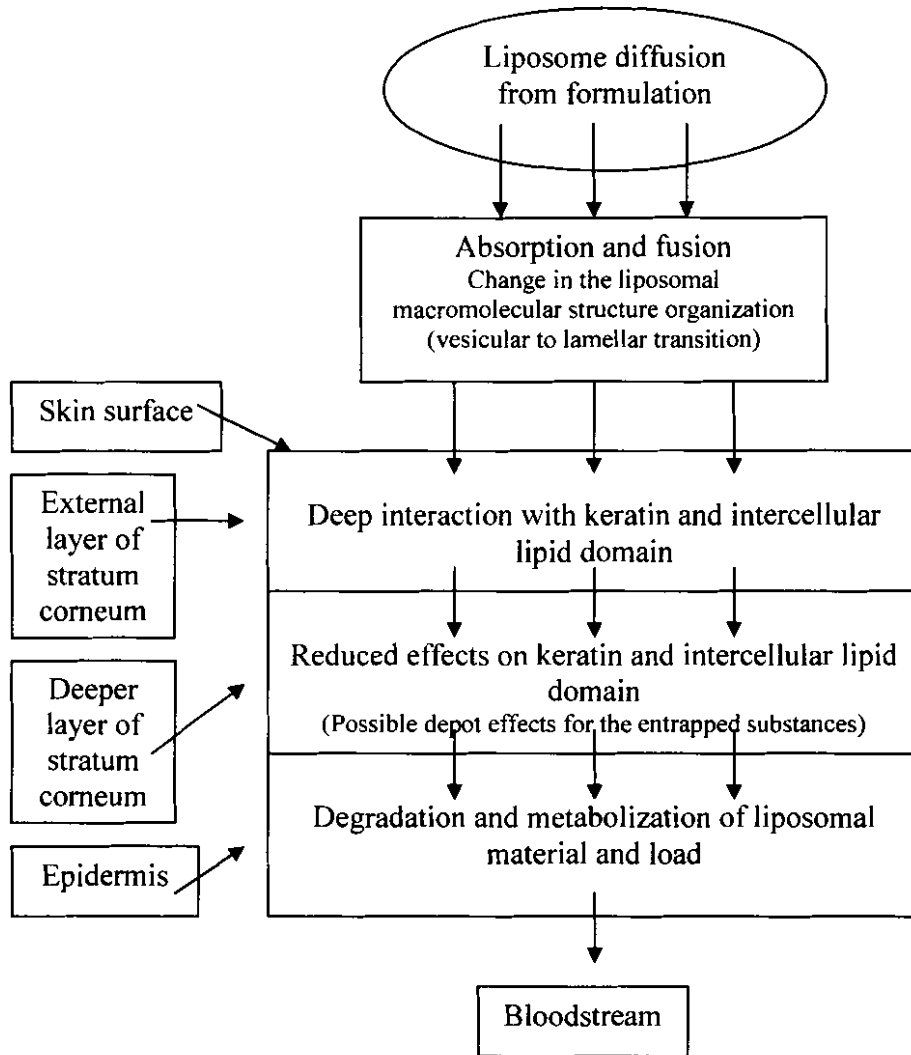 Liposome diffusion
from formulation
Absorption and fusion
Change in the liposomal
macromolecular structure organization
(vesicular to lamellar transition)
Skin surface
External
layer of
stratum
corneum
Deep interaction with keratin and intercellular
lipid domain
Deeper
layer of
stratum
corneum
Reduced effects on keratin and intercellular lipid
domain
(Possible depot effects for the entrapped substances)
Epidermis
Degradation and metabolization of liposomal
material and load
Bloodstream